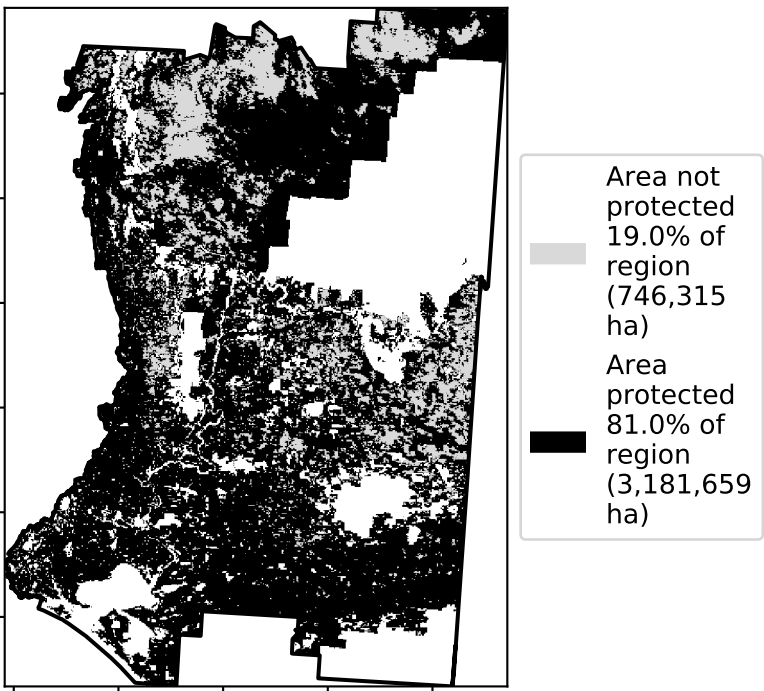 Area not
protected
19.0% of
region
(746,315
ha)
Area
protected
81.0% of
region
(3,181,659
ha)